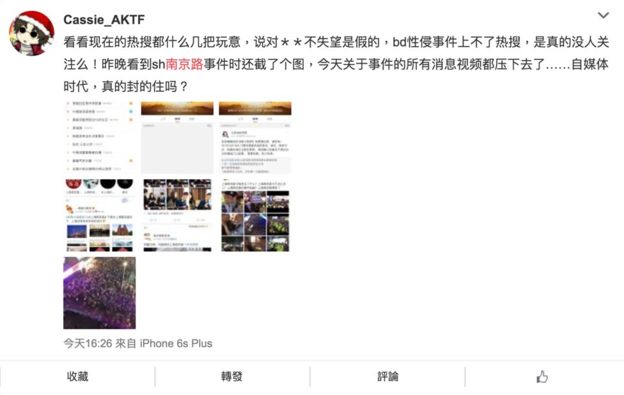 Cassie_AKTF
看看现在的热搜都什么几把玩意，说对＊＊不失望是假的，bd性侵事件上不了热搜，是真的没人关
注么！昨晚看到sh南京路事件时还截了个图，今天关于事件的所有消息视频都压下去了……自媒体
时代，真的封的住吗？
今天16:26 來自 iPhone 6s Plus
收藏
轉發
評論